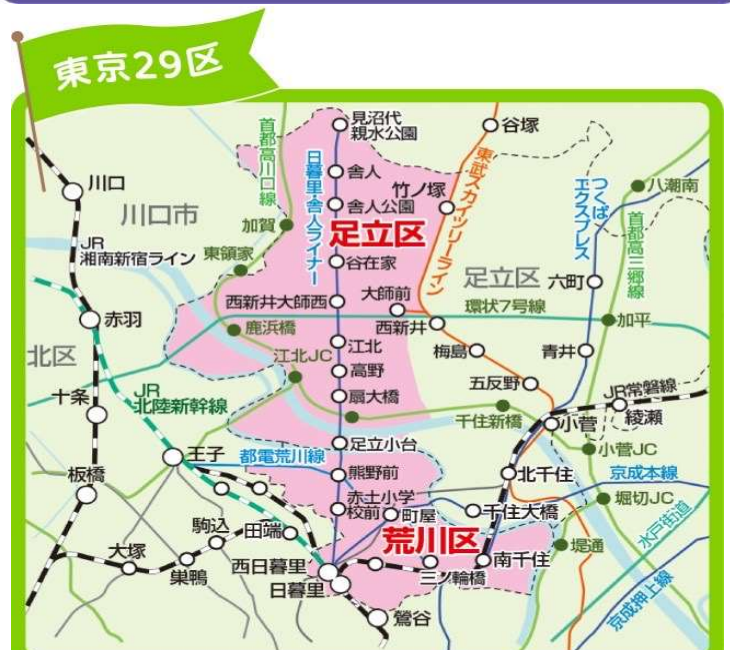 東京29区
見沼代
親水公園
谷塚
首都高川口線
日暮里・舎人ライナー
東武スカイツリーライン
つくば
エクスプレス
八潮南
川口
舎人
竹ノ塚
川口市
舎人公園
首都高三郷線
加賀
足立区
JR
湘南新宿ライン
東領家
谷在家
足立区
六町
西新井大師西
大師前
環状7号線
赤羽
鹿浜橋
西新井
加平
北区
江北
梅島
青井
江北JC
高野
五反野
JR常磐線
十条
JR
北陸新幹線
扇大橋
千住新橋
小菅
綾瀬
王子
都電荒川線
足立小台
小菅JC
板橋
熊野前
北千住
京成本線
赤土小学
校前
町屋
千住大橋
堀切JC
水戸街道
駒込
田端
荒川区
堀通
大塚
巣鴨
西日暮里
三ノ輪橋
南千住
日暮里
京成押上線
鶯谷